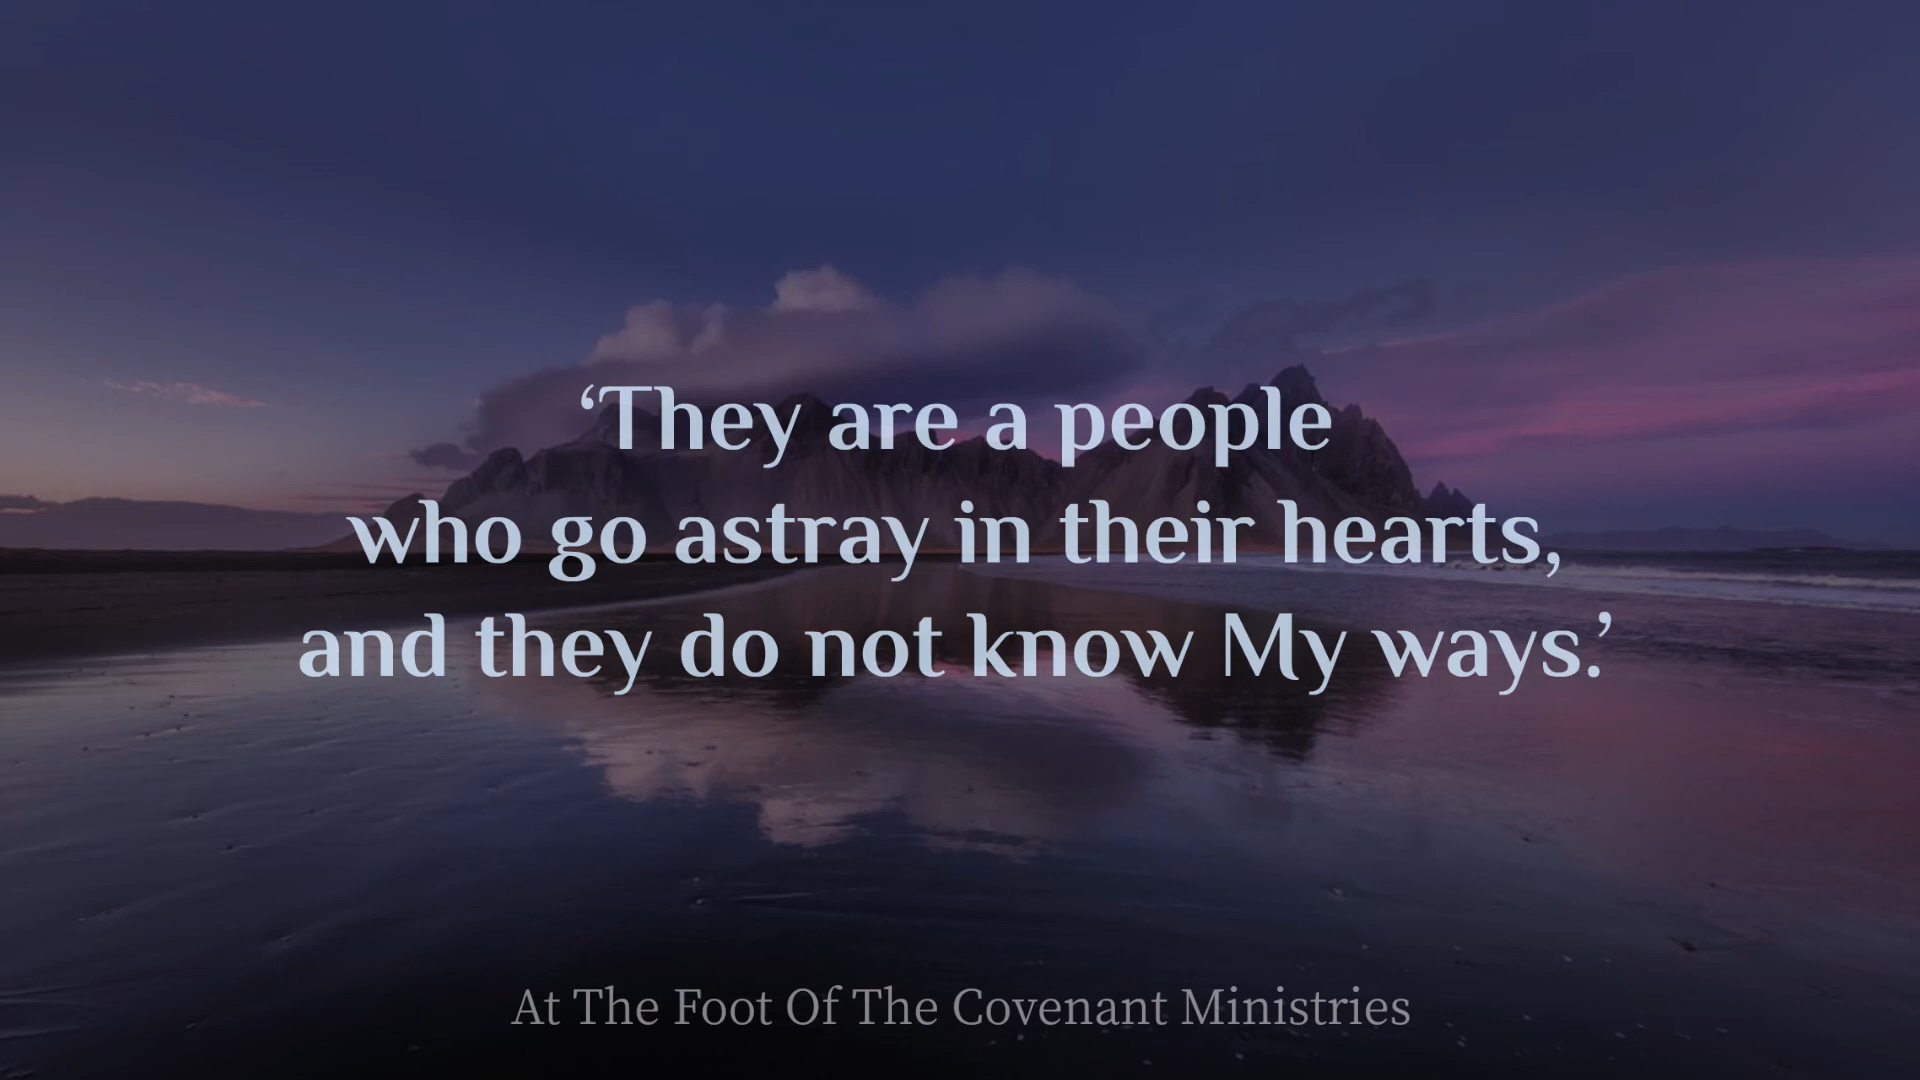 ‘They are a people
who go astray in their hearts,
and they do not know My ways.’
At The Foot Of The Covenant Ministries